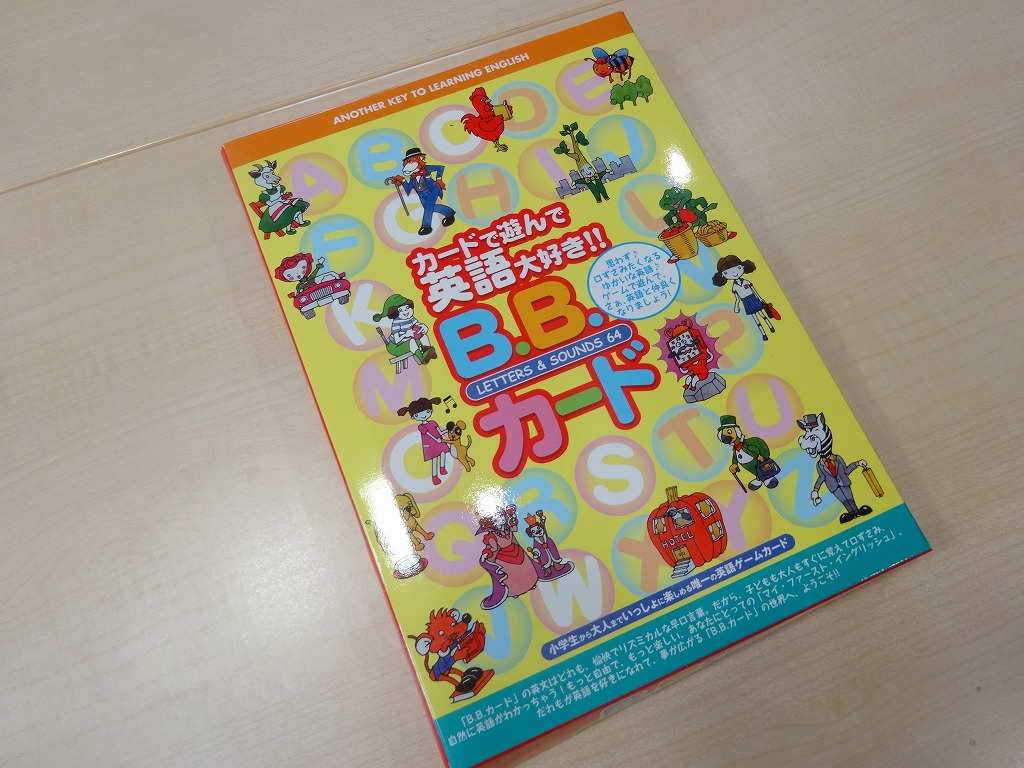 ANOTHER KEY TO LEARNING ENGLISH
A B C D E
F G H I J
K L
M N
O P
Q R S T U
V W X Y Z
カードで遊んで
英語大好き!!
思わず♪
口ずさみたくなる
ゆかいな英語♪
ゲームで遊んで、
さぁ、英語と仲良く
なりましょう!
B.B.
LETTERS & SOUNDS 64
カード
HOTEL
小学生から大人までいっしょに楽しめる唯一の英語ゲームカード
「B.B.カード」の英文はどれも、愉快でリズミカルな早口言葉。だから、子どもも大人もすぐに覚えて口ずさみ、
自然に英語がわかっちゃう！もっと自由で、もっと楽しい、あなたにとっての「マイ・ファースト・イングリッシュ」。
だれもが英語を好きになれて、夢が広がる「B.B.カード」の世界へ、ようこそ!!